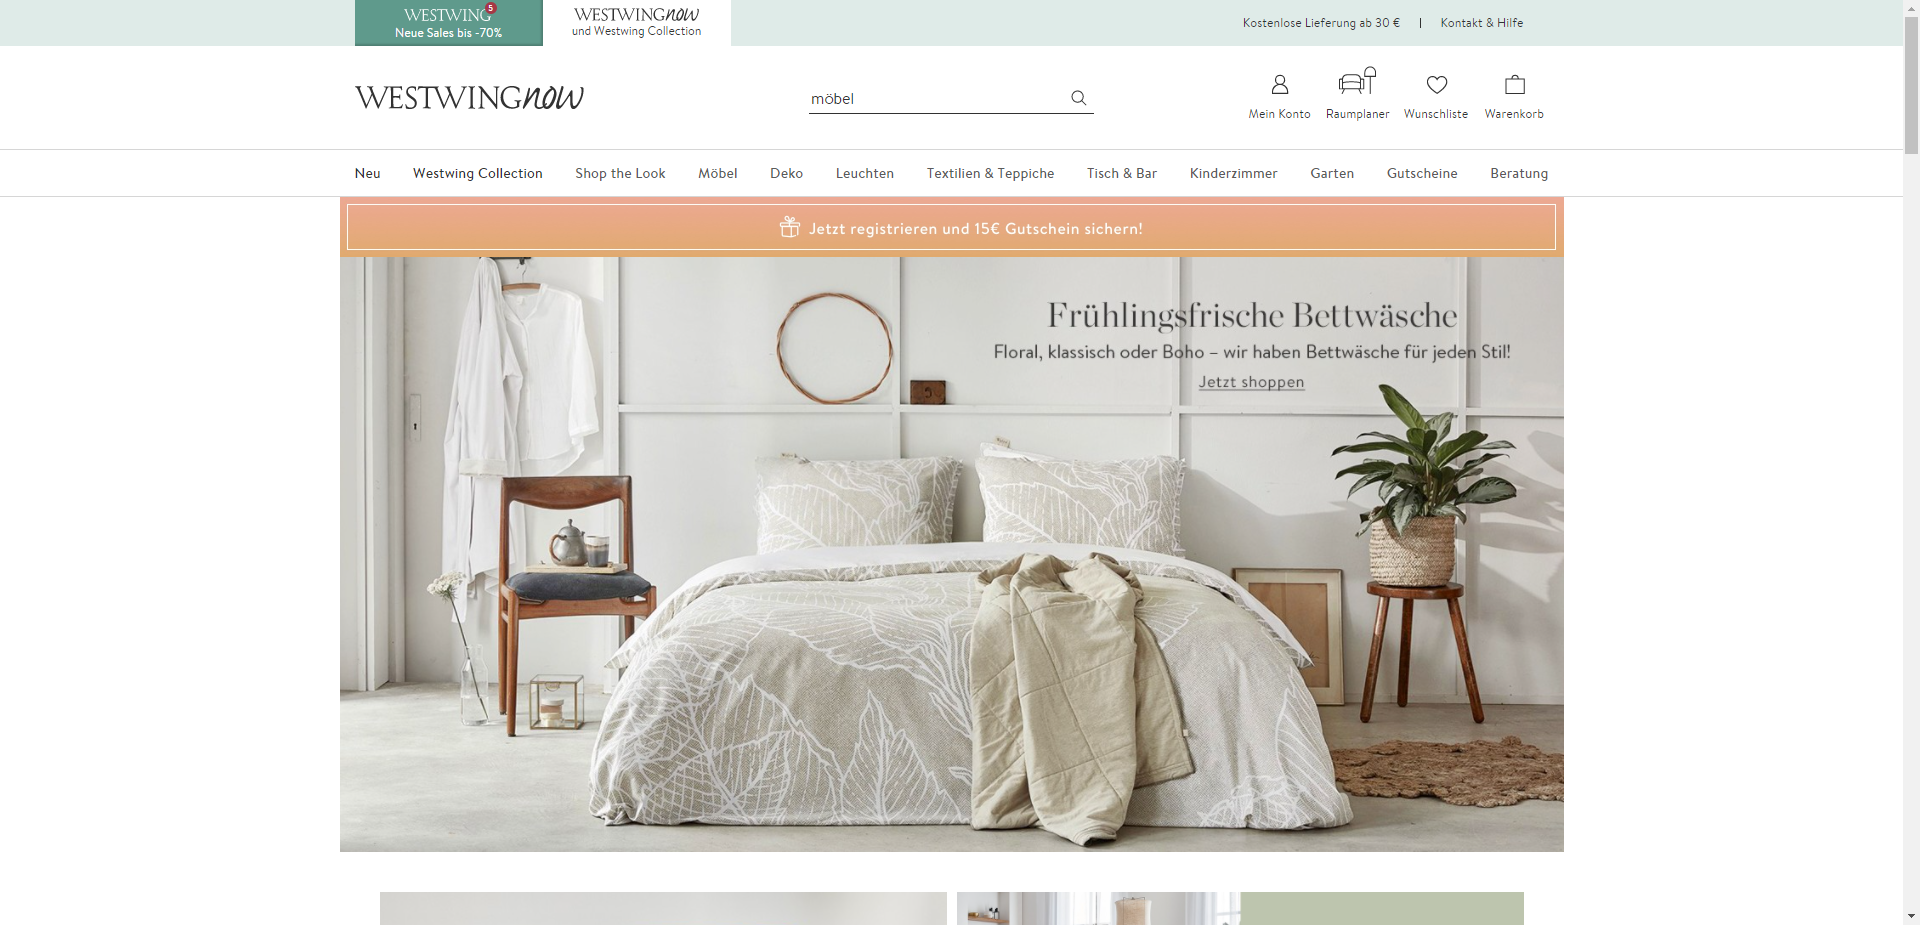 WESTWING 5
Neue Sales bis -70%
WESTWINGnow
und Westwing Collection
Kostenlose Lieferung ab 30 € | Kontakt & Hilfe
WESTWINGnow
möbel
Mein Konto Raumplaner Wunschliste Warenkorb
Neu Westwing Collection Shop the Look Möbel Deko Leuchten Textilien & Teppiche Tisch & Bar Kinderzimmer Garten Gutscheine Beratung
Jetzt registrieren und 15€ Gutschein sichern!
Frühlingsfrische Bettwäsche
Floral, klassisch oder Boho – wir haben Bettwäsche für jeden Stil!
Jetzt shoppen